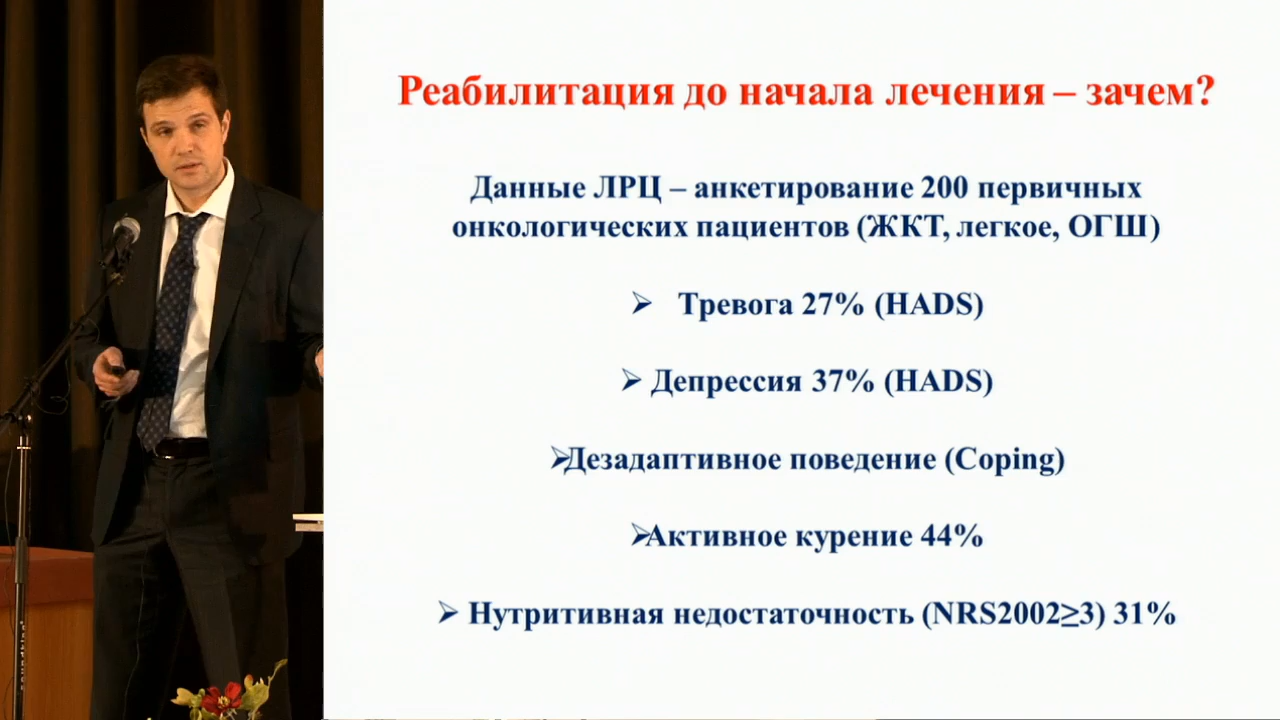 Реабилитация до начала лечения – зачем?
Данные ЛРЦ – анкетирование 200 первичных
онкологических пациентов (ЖКТ, легкое, ОГШ)
➢ Тревога 27% (HADS)
➢ Депрессия 37% (HADS)
➢Дезадаптивное поведение (Coping)
➢Активное курение 44%
➢ Нутритивная недостаточность (NRS2002≥3) 31%